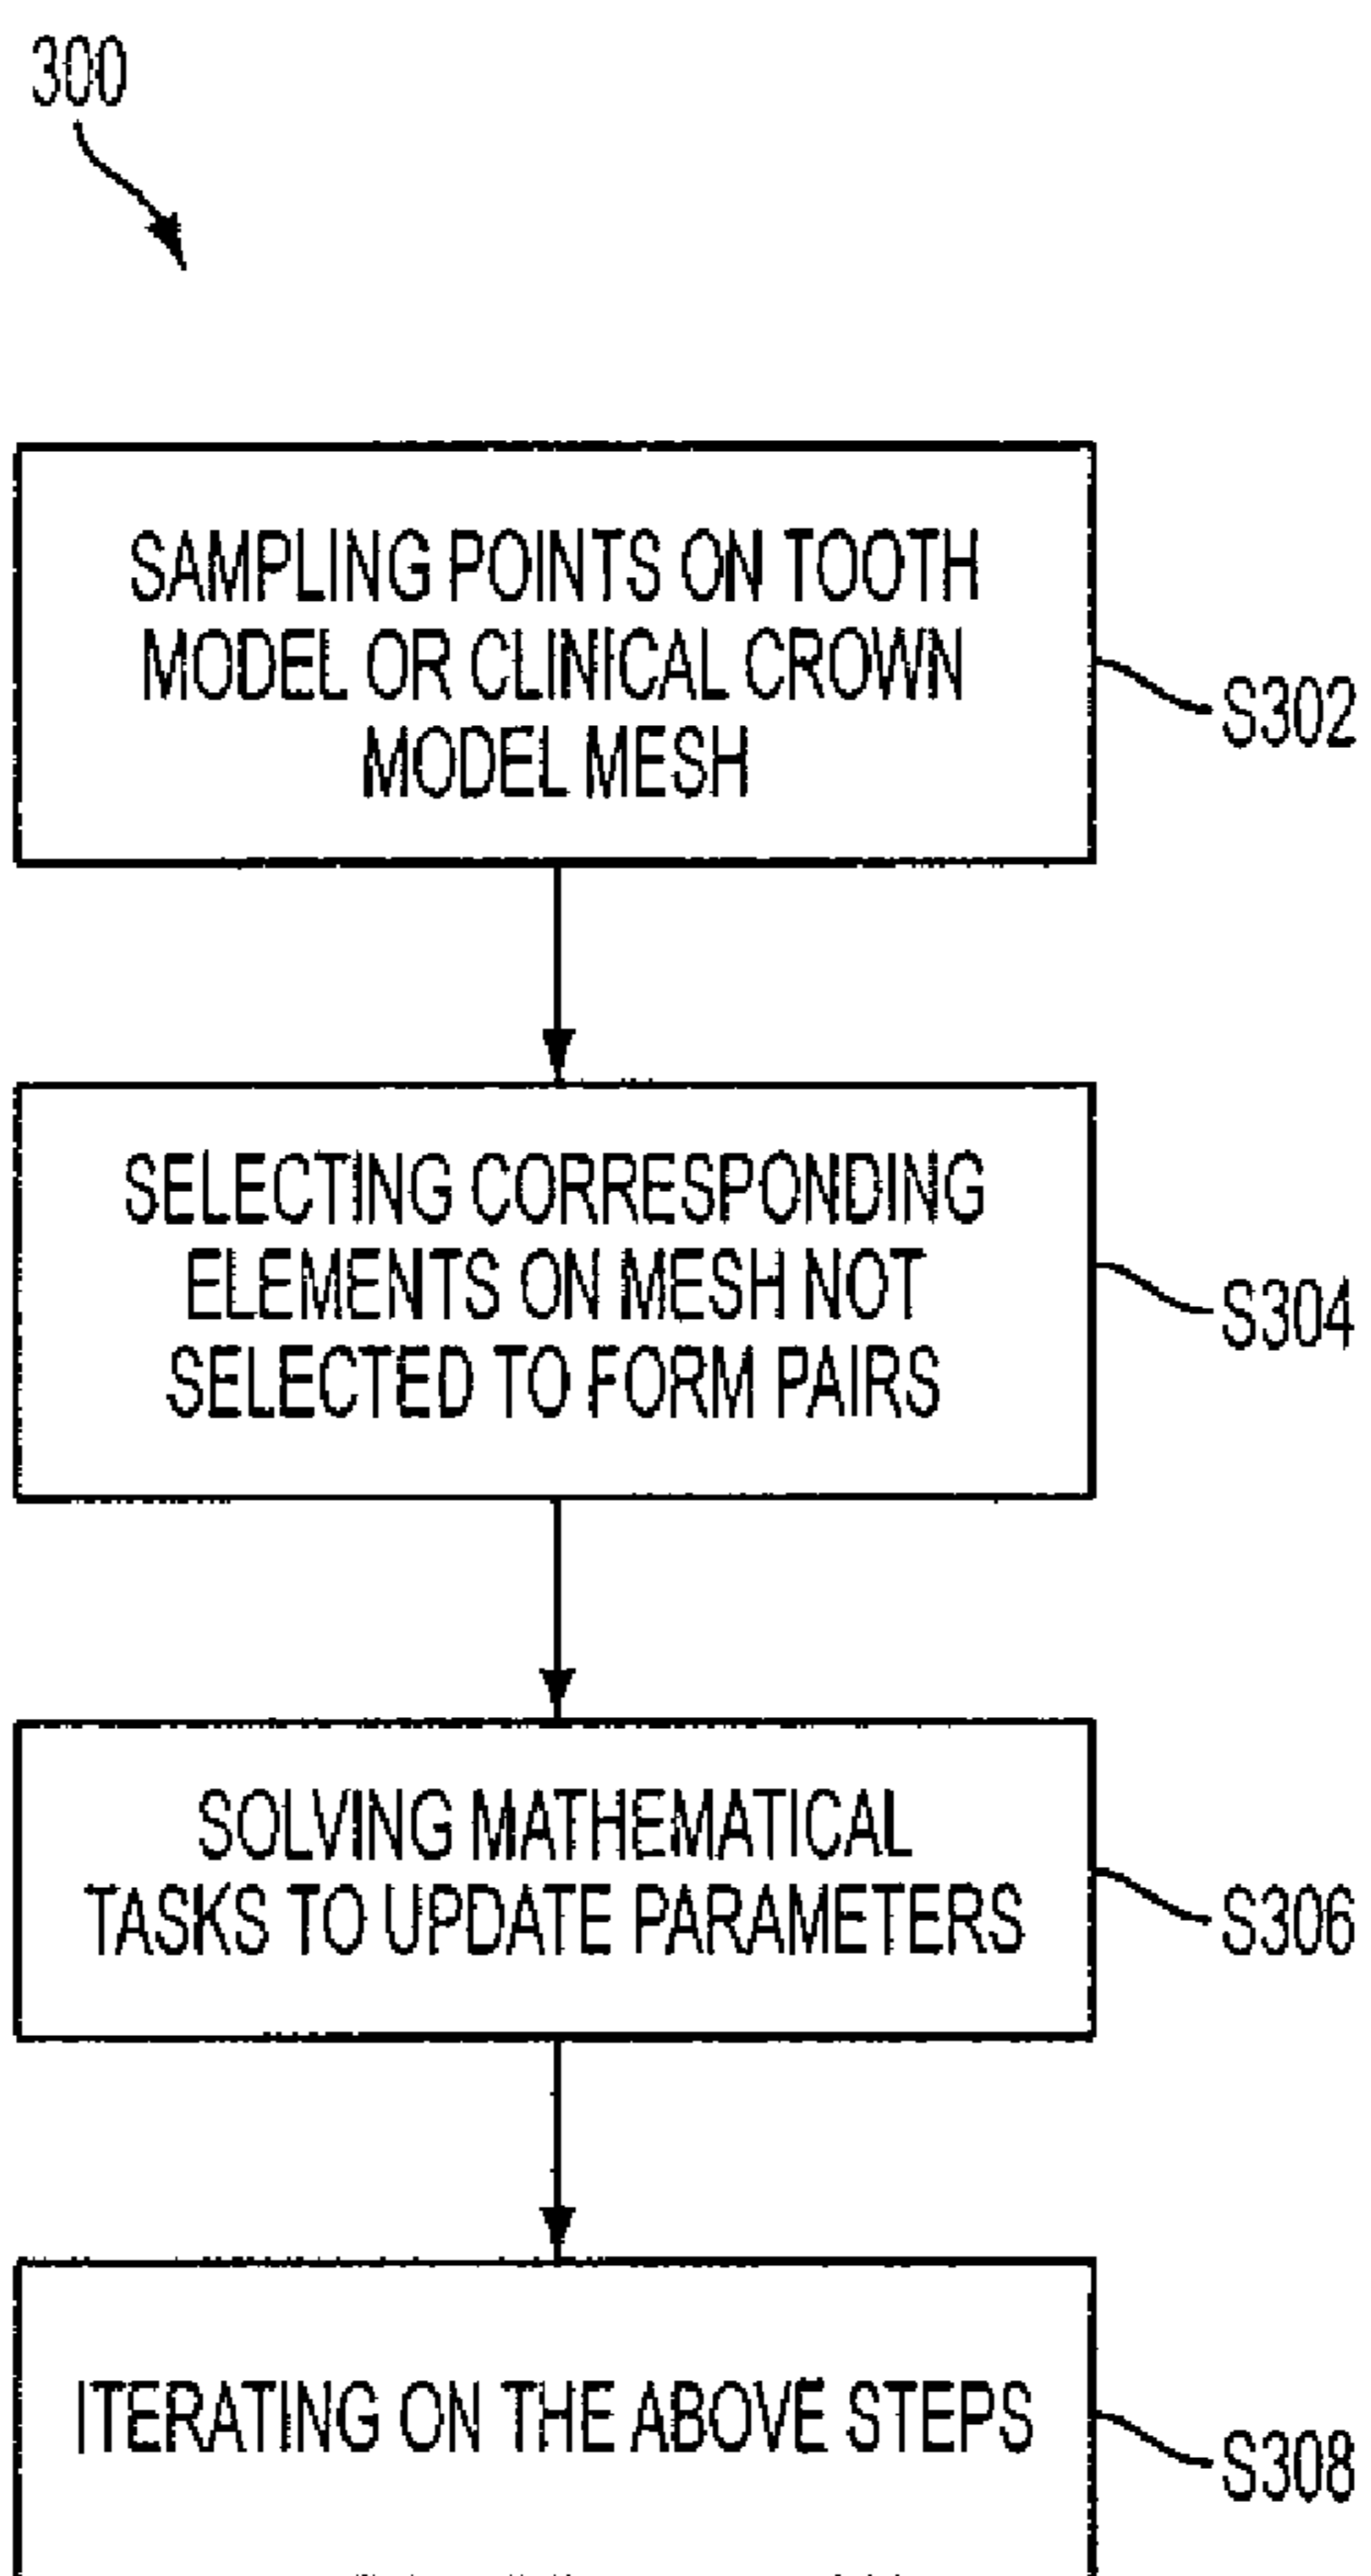 300
SAMPLING POINTS ON TOOTH
MODEL OR CLINICAL CROWN
MODEL MESH
S302
SELECTING CORRESPONDING
ELEMENTS ON MESH NOT
SELECTED TO FORM PAIRS
S304
SOLVING MATHEMATICAL
TASKS TO UPDATE PARAMETERS
S306
ITERATING ON THE ABOVE STEPS
S308